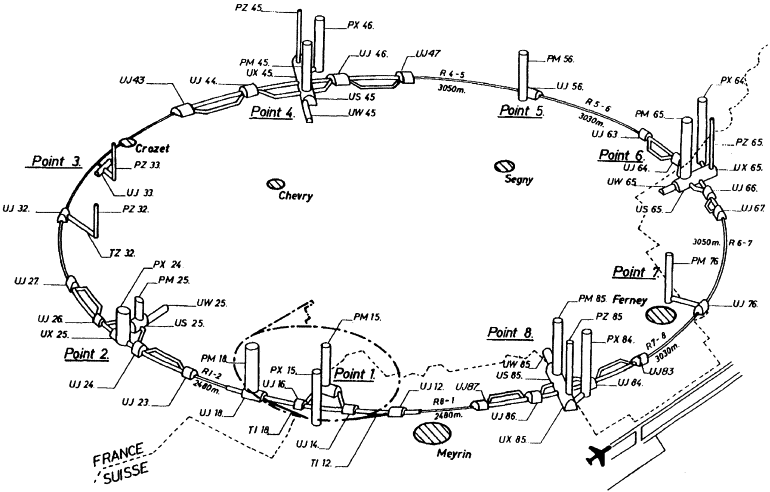 PZ 45.
PX 46.
PM 45.
UX 45
UJ 46.
UJ47
UJ 44.
UJ43
Point 4.
US 45
UW 45
R 4-5
3050m.
PM 56.
UJ 56.
Point 5.
R 5-6
3030m.
UJ 63
PX 64.
PM 65.
PZ 65.
Point 6.
UJ 64.
UX 65.
UW 65
UJ 66.
US 65.
UJ 67.
Crozet
Point 3.
PZ 33.
UJ 33.
Chevry
Segny
UJ 32.
PZ 32.
TZ 32.
3050m.
R 6-7
Point 7.
PM 76
UJ 76.
Ferney
UJ27.
PX 24.
PM 25.
UW 25.
UJ 26.
US 25.
UX 25.
Point 2.
UJ 24
UJ 23.
R1-2
2480m.
PM 15.
PM 18.
PX 15.
UJ 16.
Point 1.
UJ 12.
UJ 18.
TI 18.
UJ 14.
TI 12.
R8-1
2480m.
UJ87
UJ 86.
Point 8.
PM 85.
PZ 85
PX 84.
UW 85
US 85.
UJ 84.
UJ83
UX 85.
R7-8
3030m.
Meyrin
FRANCE
SUISSE